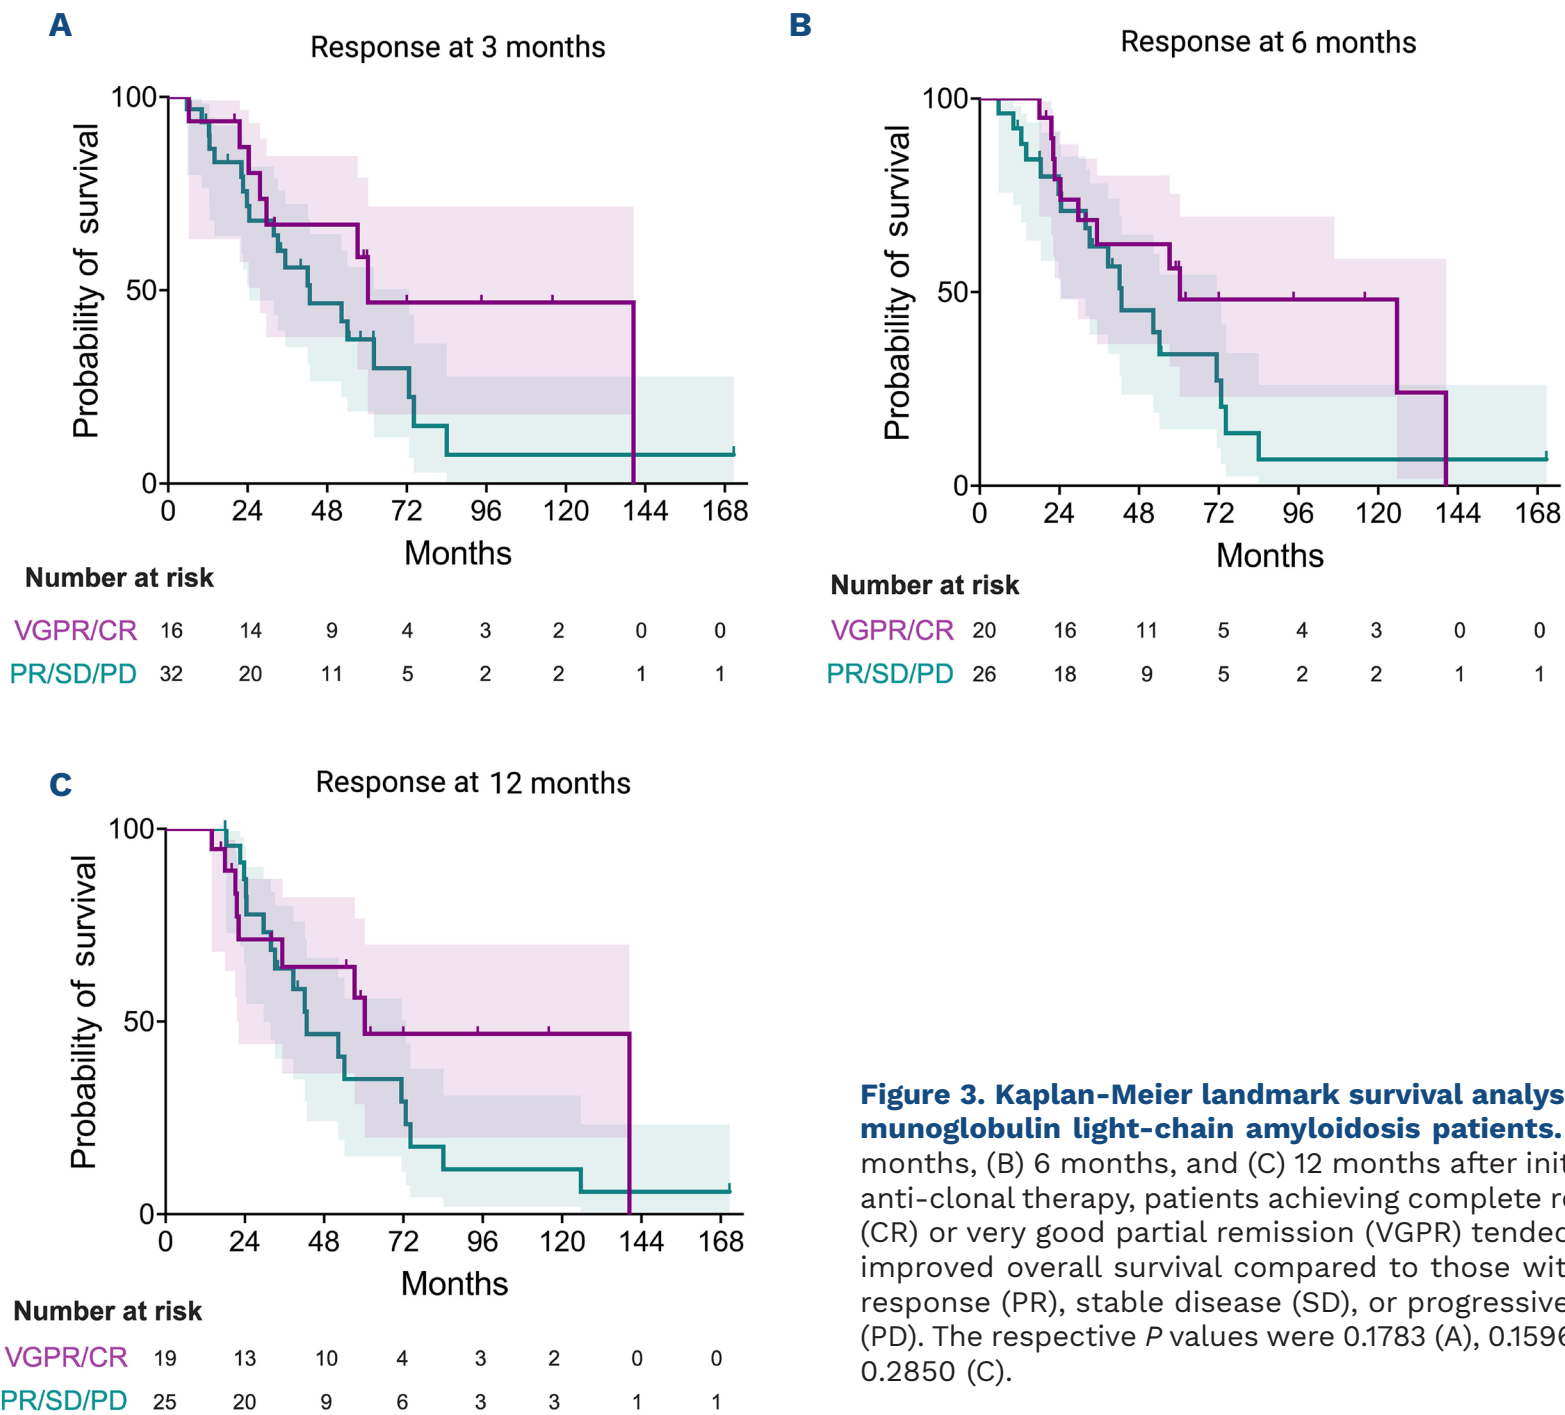 A
Response at 3 months
Probability of survival
100
50
0
0 24 48 72 96 120 144 168
Months
Number at risk
VGPR/CR 16 14 9 4 3 2 0 0
PR/SD/PD 32 20 11 5 2 2 1 1
B
Response at 6 months
Probability of survival
100
50
0
0 24 48 72 96 120 144 168
Months
Number at risk
VGPR/CR 20 16 11 5 4 3 0 0
PR/SD/PD 26 18 9 5 2 2 1 1
C
Response at 12 months
Probability of survival
100
50
0
0 24 48 72 96 120 144 168
Months
Number at risk
VGPR/CR 19 13 10 4 3 2 0 0
PR/SD/PD 25 20 9 6 3 3 1 1
Figure 3. Kaplan-Meier landmark survival analys
munoglobulin light-chain amyloidosis patients.
months, (B) 6 months, and (C) 12 months after init
anti-clonal therapy, patients achieving complete re
(CR) or very good partial remission (VGPR) tended
improved overall survival compared to those wit
response (PR), stable disease (SD), or progressive
(PD). The respective P values were 0.1783 (A), 0.1596
0.2850 (C).